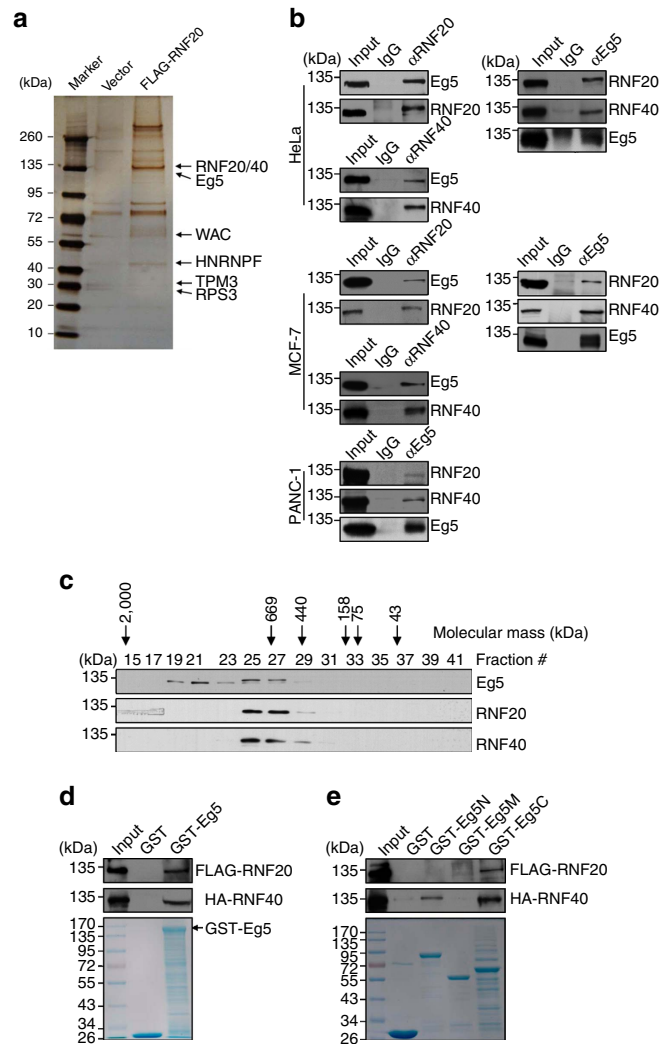 a
(kDa)
Marker
Vector
FLAG-RNF20
260
135
95
72
55
40
30
20
10
RNF20/40
Eg5
WAC
HNRNPF
TPM3
RPS3
b
(kDa)
Input
IgG
αRNF20
HeLa
135
Eg5
135
RNF20
Input
IgG
αRNF40
135
Eg5
135
RNF40
Input
IgG
αEg5
135
RNF20
135
RNF40
135
Eg5
MCF-7
Input
IgG
αRNF20
135
Eg5
135
RNF20
Input
IgG
αRNF40
135
Eg5
135
RNF40
Input
IgG
αEg5
135
RNF20
135
RNF40
135
Eg5
PANC-1
Input
IgG
αEg5
135
RNF20
135
RNF40
135
Eg5
c
2,000
669
440
158
75
43
Molecular mass (kDa)
(kDa) 15 17 19 21 23 25 27 29 31 33 35 37 39 41 Fraction #
135
Eg5
135
RNF20
135
RNF40
d
(kDa)
Input
GST
GST-Eg5
135
FLAG-RNF20
135
HA-RNF40
170
135
95
72
55
43
34
26
GST-Eg5
e
(kDa)
Input
GST
GST-Eg5N
GST-Eg5M
GST-Eg5C
135
FLAG-RNF20
135
HA-RNF40
170
135
95
72
55
43
34
26